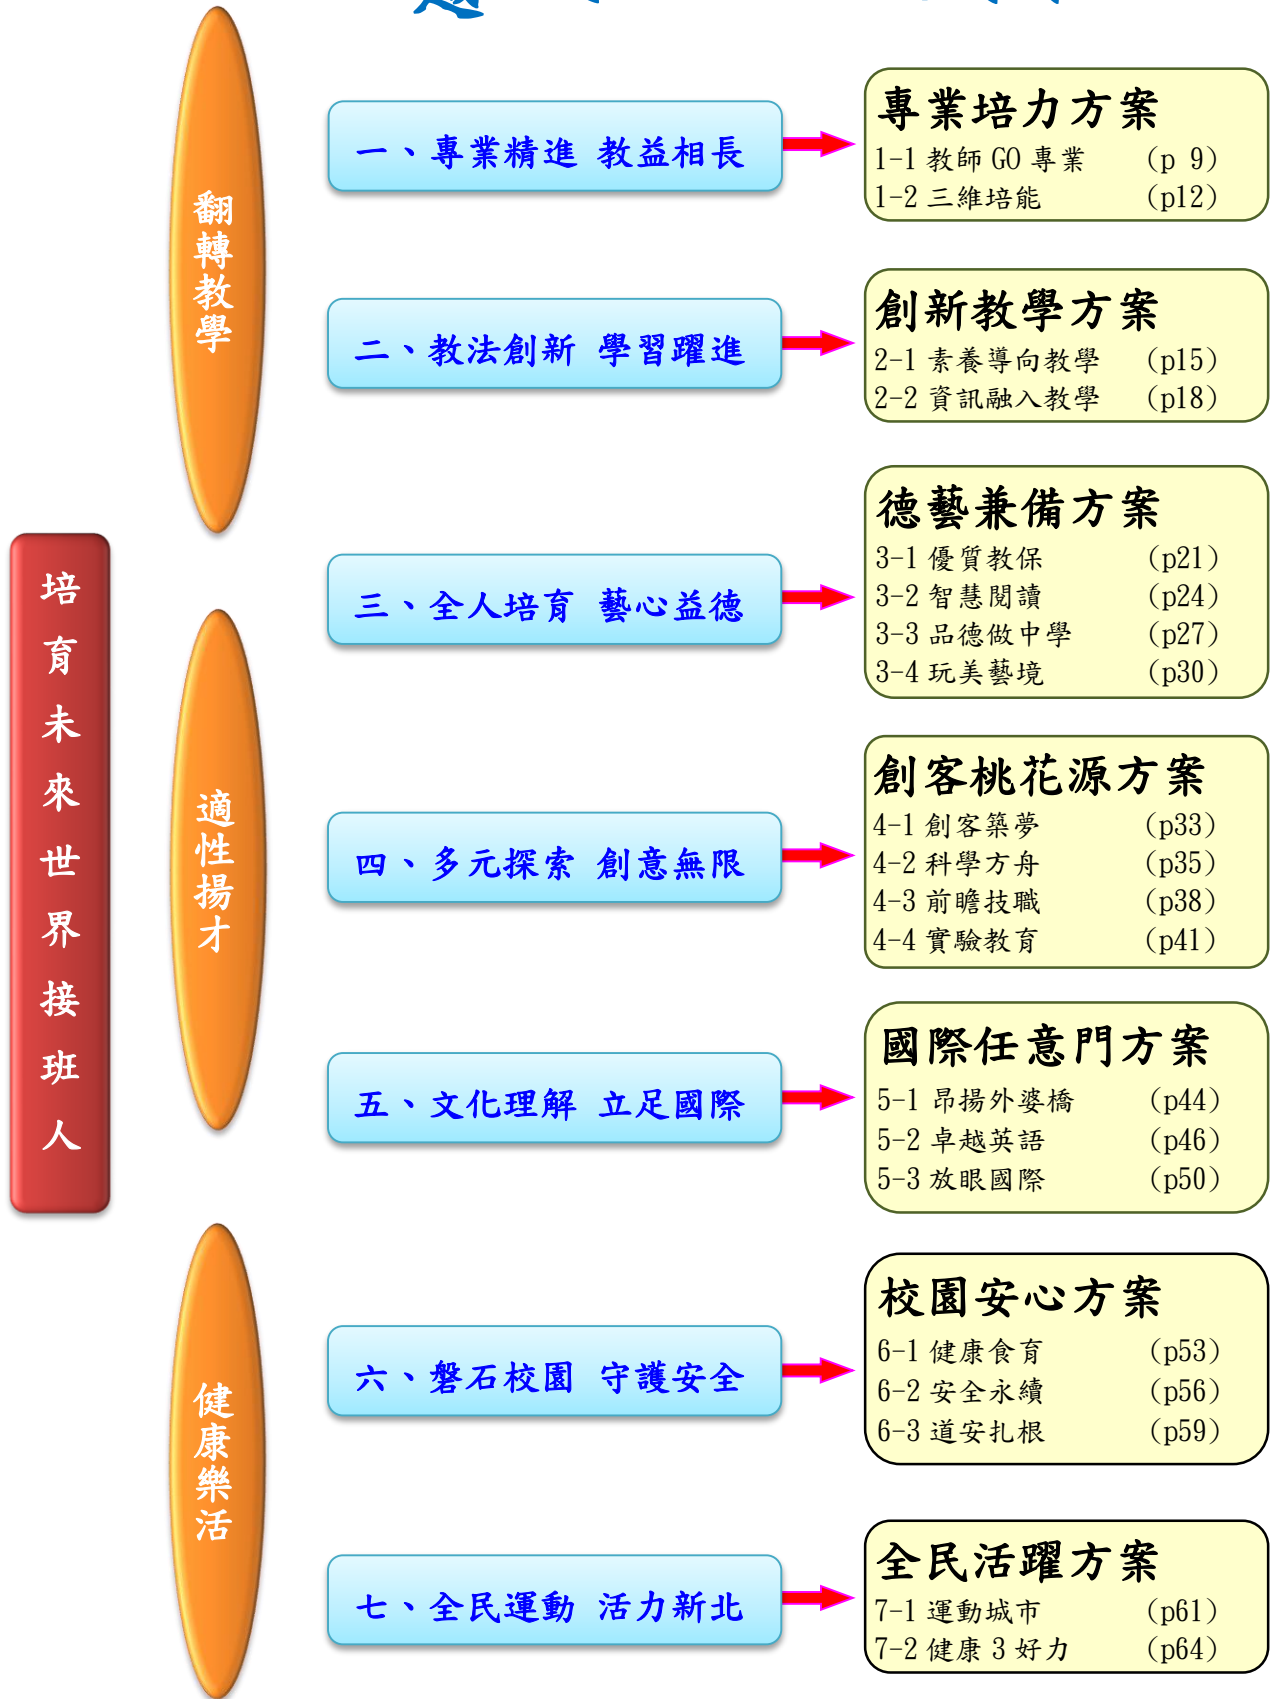 培育未來世界接班人
翻轉教學
一、專業精進 教益相長
專業培力方案
1-1 教師 GO 專業 (p 9)
1-2 三維培能 (p12)
二、教法創新 學習躍進
創新教學方案
2-1 素養導向教學 (p15)
2-2 資訊融入教學 (p18)
適性揚才
三、全人培育 藝心益德
德藝兼備方案
3-1 優質教保 (p21)
3-2 智慧閱讀 (p24)
3-3 品德做中學 (p27)
3-4 玩美藝境 (p30)
四、多元探索 創意無限
創客桃花源方案
4-1 創客築夢 (p33)
4-2 科學方舟 (p35)
4-3 前瞻技職 (p38)
4-4 實驗教育 (p41)
五、文化理解 立足國際
國際任意門方案
5-1 昂揚外婆橋 (p44)
5-2 卓越英語 (p46)
5-3 放眼國際 (p50)
健康樂活
六、磐石校園 守護安全
校園安心方案
6-1 健康食育 (p53)
6-2 安全永續 (p56)
6-3 道安扎根 (p59)
七、全民運動 活力新北
全民活躍方案
7-1 運動城市 (p61)
7-2 健康 3 好力 (p64)